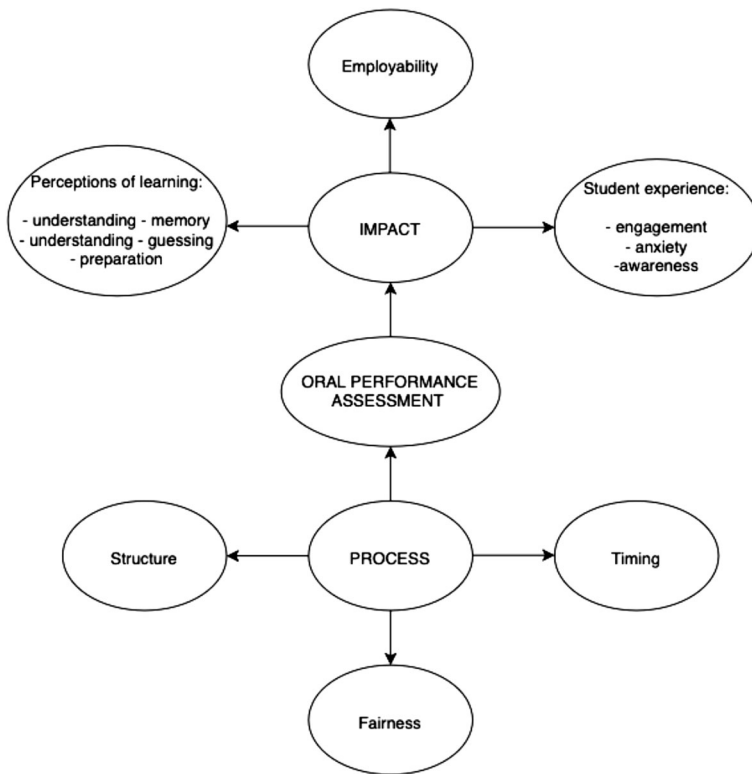 Employability
Perceptions of learning:
- understanding - memory
- understanding - guessing
- preparation
IMPACT
Student experience:
- engagement
- anxiety
-awareness
ORAL PERFORMANCE
ASSESSMENT
Structure
PROCESS
Timing
Fairness